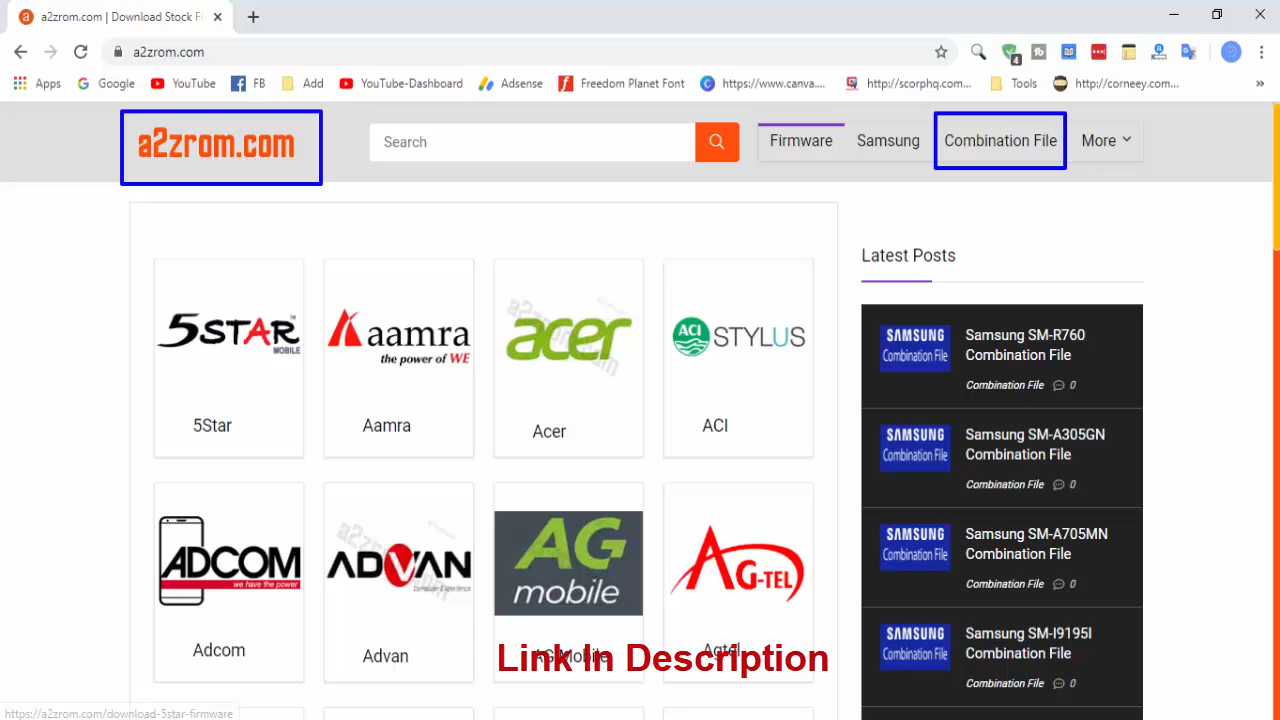 a2zrom.com | Download Stock Fi
a2zrom.com
Apps Google YouTube FB Add YouTube-Dashboard Adsense Freedom Planet Font https://www.canva.... http://scorphq.com... Tools http://corneey.com... »
a2zrom.com
Search
Firmware Samsung Combination File More
Latest Posts
5STAR
MOBILE
aamra
the power of WE
acer
ACI STYLUS
5Star Aamra Acer ACI
SAMSUNG
Combination File
Samsung SM-R760
Combination File
Combination File 0
SAMSUNG
Combination File
Samsung SM-A305GN
Combination File
Combination File 0
ADCOM
we have the power
ADVAN
Computer Experience
AG
mobile
AG-TEL
SAMSUNG
Combination File
Samsung SM-A705MN
Combination File
Combination File 0
SAMSUNG
Combination File
Samsung SM-I9195I
Combination File
Combination File 0
Adcom Advan AG Mobile Agtel
Link In Description
https://a2zrom.com/download-5star-firmware